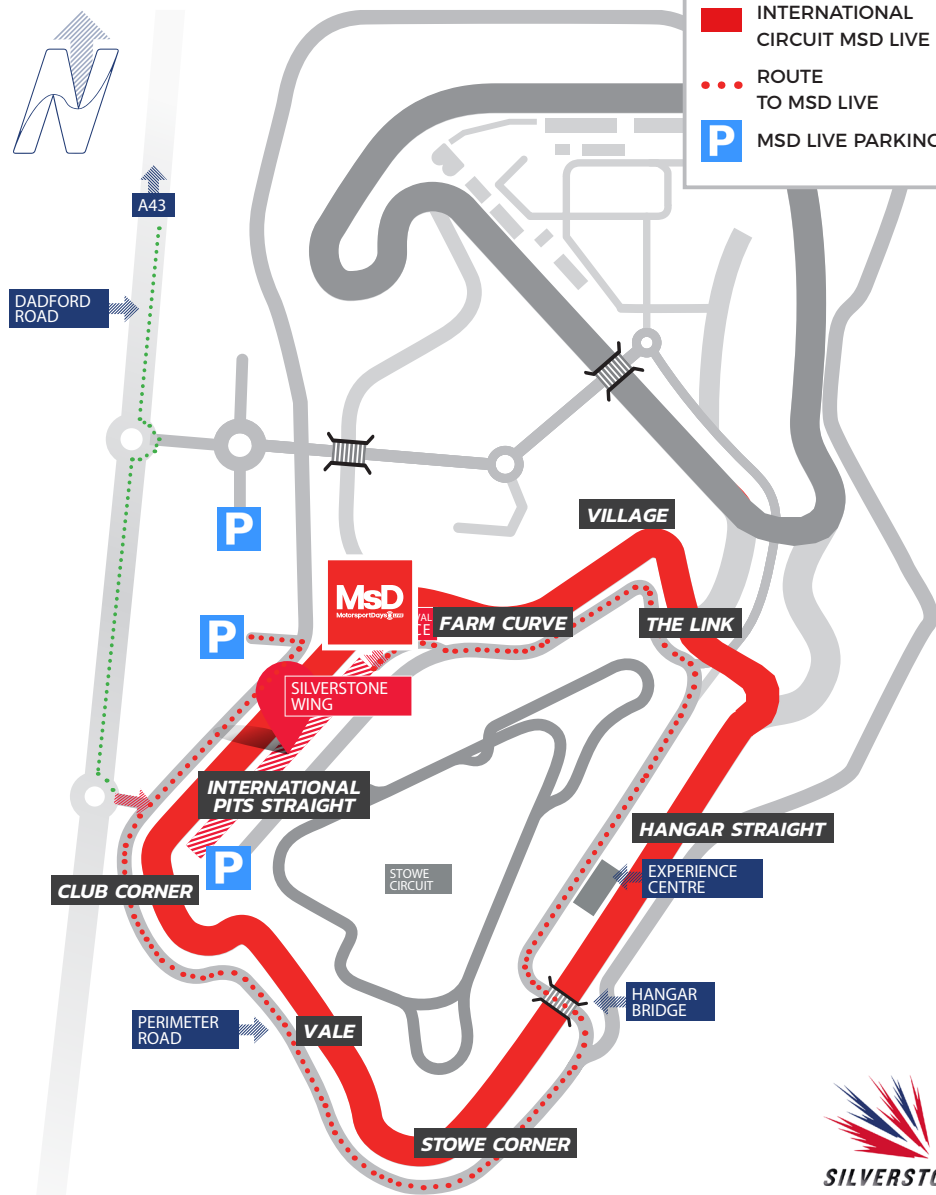 INTERNATIONAL
CIRCUIT MSD LIVE
ROUTE
TO MSD LIVE
P
MSD LIVE PARKING
N
A43
DADFORD
ROAD
P
VILLAGE
MSD
MotorsportDays
FARM CURVE
THE LINK
P
SILVERSTONE
WING
INTERNATIONAL
PITS STRAIGHT
HANGAR STRAIGHT
P
STOWE
CIRCUIT
EXPERIENCE
CENTRE
CLUB CORNER
HANGAR
BRIDGE
PERIMETER
ROAD
VALE
STOWE CORNER
SILVERSTO